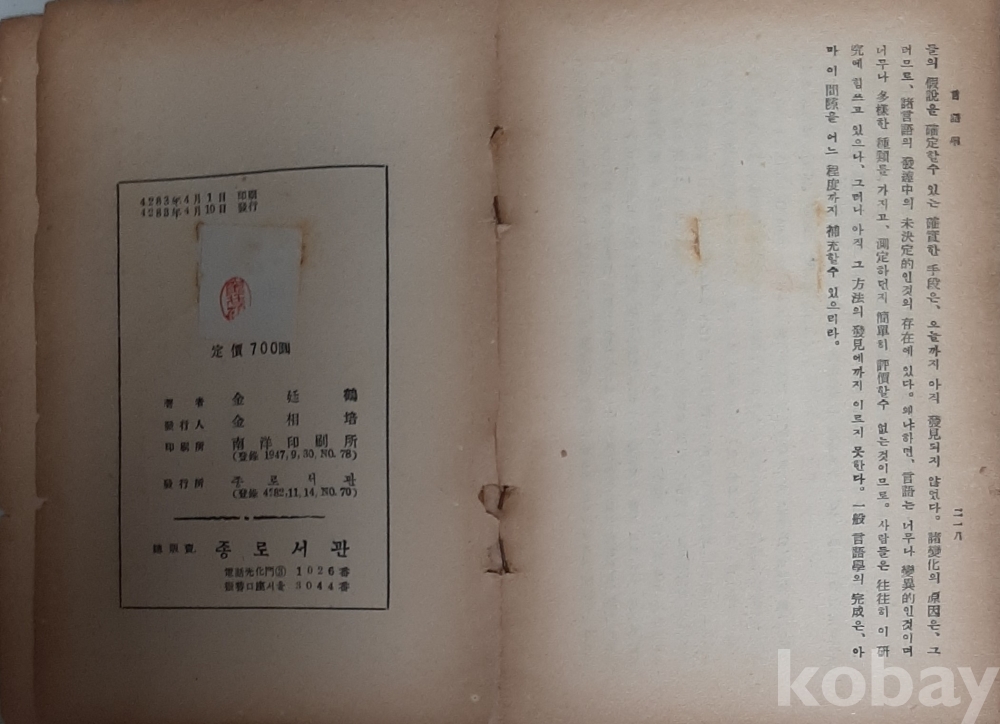 言語學
들의 假說을 確定할수 있는 確實한 手段은, 오늘까지 아직 發見되지 않었다. 諸變化의 原因은, 그
러므로, 諸言語의 發達中의 未決定的인것의 存在에 있다. 왜냐하면, 言語는 너무나 變異的인것이며
너무나 多樣한 種類를 가지고, 測定하던지 簡單히 評價할수 없는것이므로. 사람들은 往往히 이 硏
究에 힘쓰고 있으나, 그러나 아직 그 方法의 發見에까지 이르지 못한다. 一般 言語學의 完成은, 아
마 이 間隙을 어느 程度까지 補充할수 있으리라.
二一八
4283年4月1日 印刷
4283年4月10日 發行
定價 700圓
著者 金廷鶴
發行人 金相培
印刷所 南洋印刷所
(登錄 1947,9,30,NO.78)
發行所 종로서관
(登錄 4282,11,14,NO.70)
總販賣 종로서관
電話光化門③ 1026番
振替口座서울 3044番
kobay